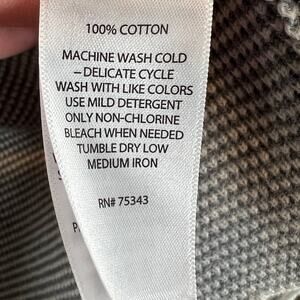 100% COTTON
MACHINE WASH COLD
– DELICATE CYCLE
WASH WITH LIKE COLORS
USE MILD DETERGENT
ONLY NON-CHLORINE
BLEACH WHEN NEEDED
TUMBLE DRY LOW
MEDIUM IRON
RN# 75343